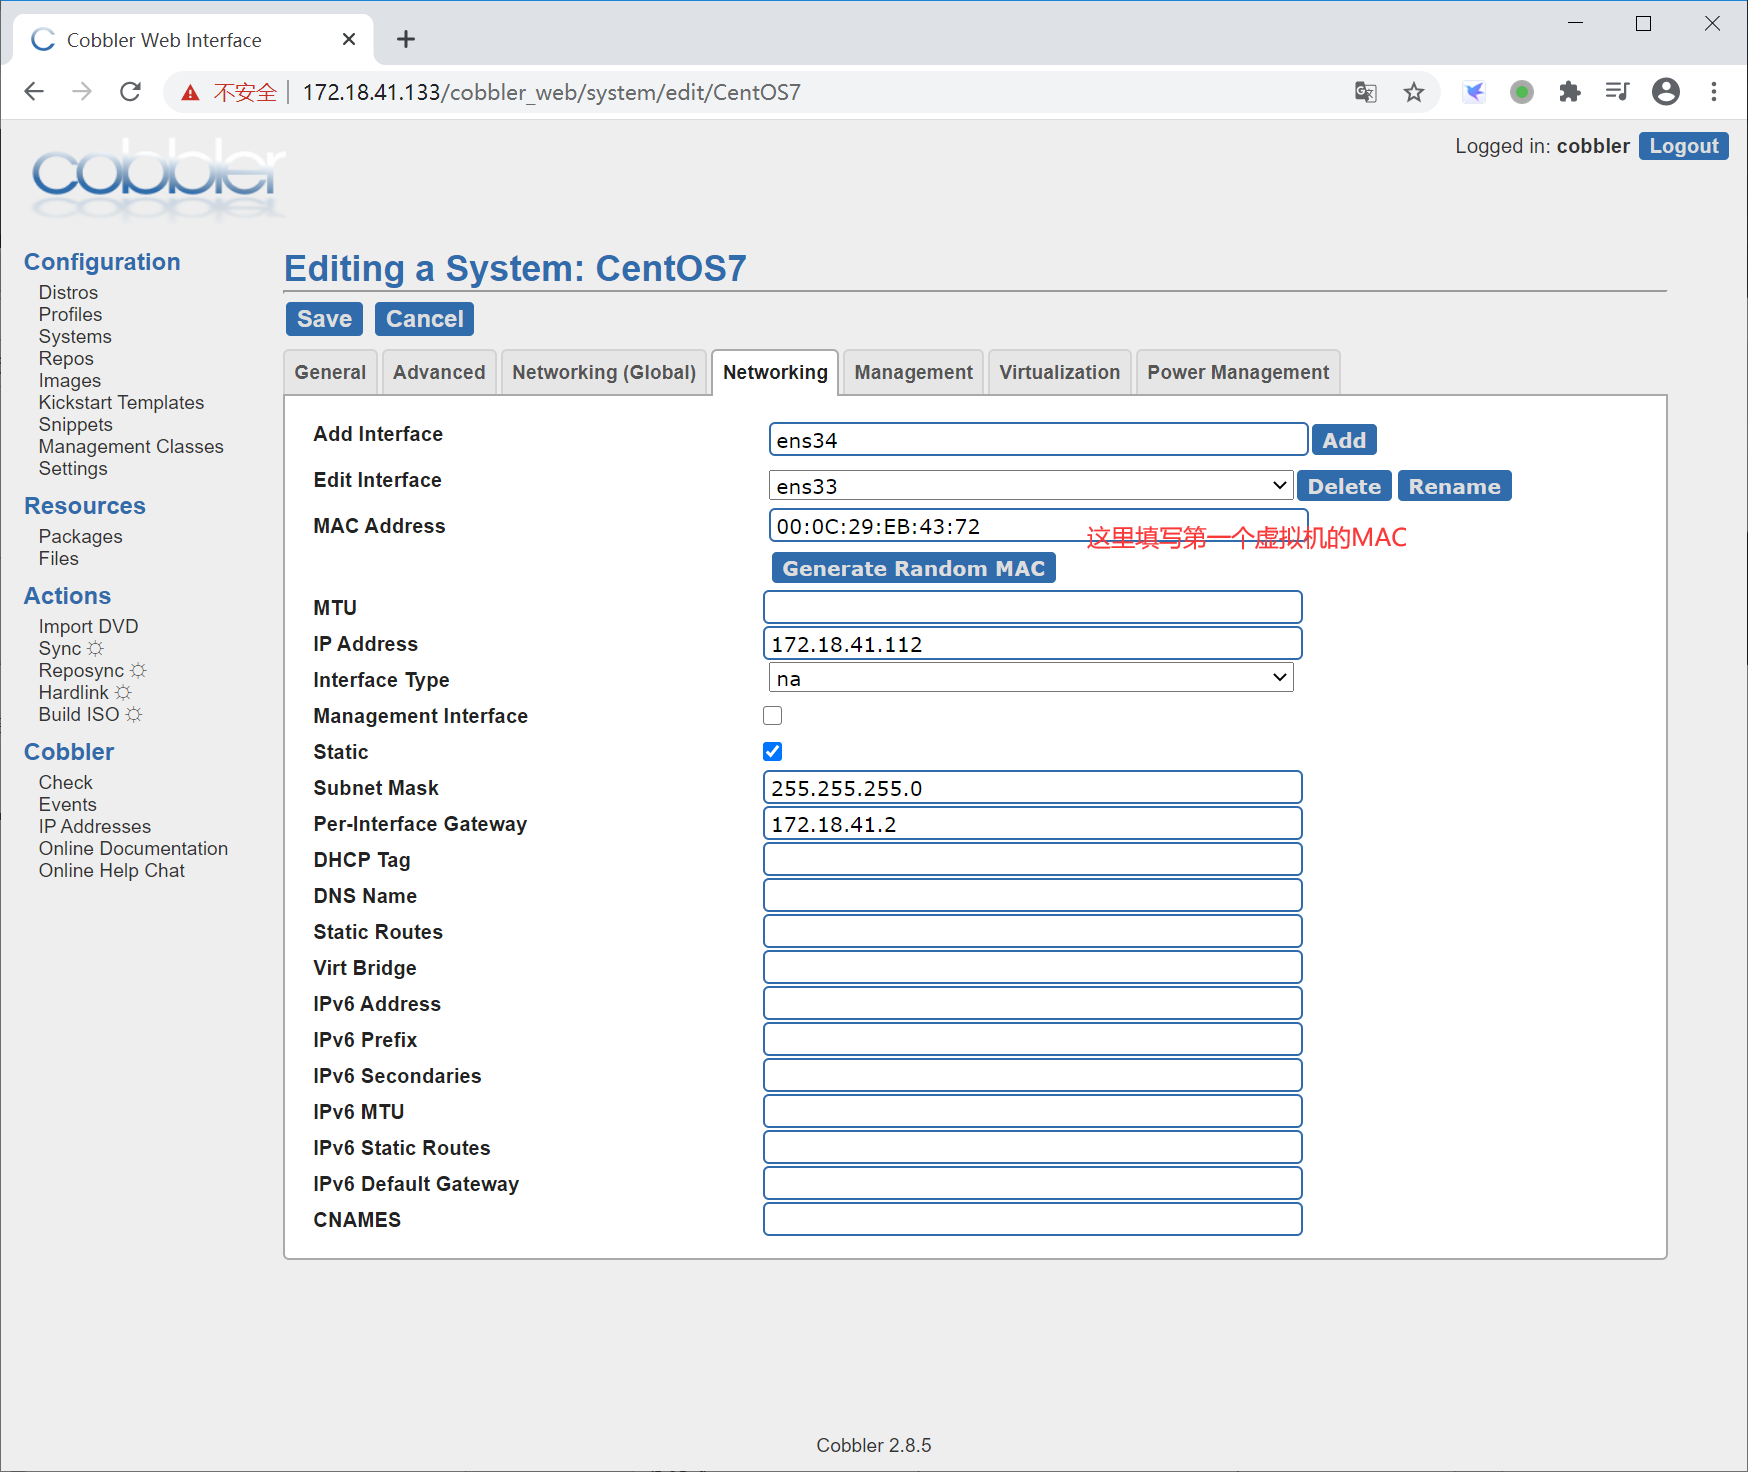 Cobbler Web Interface
不安全 172.18.41.133/cobbler_web/system/edit/CentOS7
cobbler
Logged in: cobbler Logout
Configuration
Distros
Profiles
Systems
Repos
Images
Kickstart Templates
Snippets
Management Classes
Settings
Resources
Packages
Files
Actions
Import DVD
Sync
Reposync
Hardlink
Build ISO
Cobbler
Check
Events
IP Addresses
Online Documentation
Online Help Chat
Editing a System: CentOS7
Save Cancel
General Advanced Networking (Global) Networking Management Virtualization Power Management
Add Interface ens34 Add
Edit Interface ens33 Delete Rename
MAC Address 00:0C:29:EB:43:72 这里填写第一个虚拟机的MAC
Generate Random MAC
MTU
IP Address 172.18.41.112
Interface Type na
Management Interface
Static
Subnet Mask 255.255.255.0
Per-Interface Gateway 172.18.41.2
DHCP Tag
DNS Name
Static Routes
Virt Bridge
IPv6 Address
IPv6 Prefix
IPv6 Secondaries
IPv6 MTU
IPv6 Static Routes
IPv6 Default Gateway
CNAMES
Cobbler 2.8.5